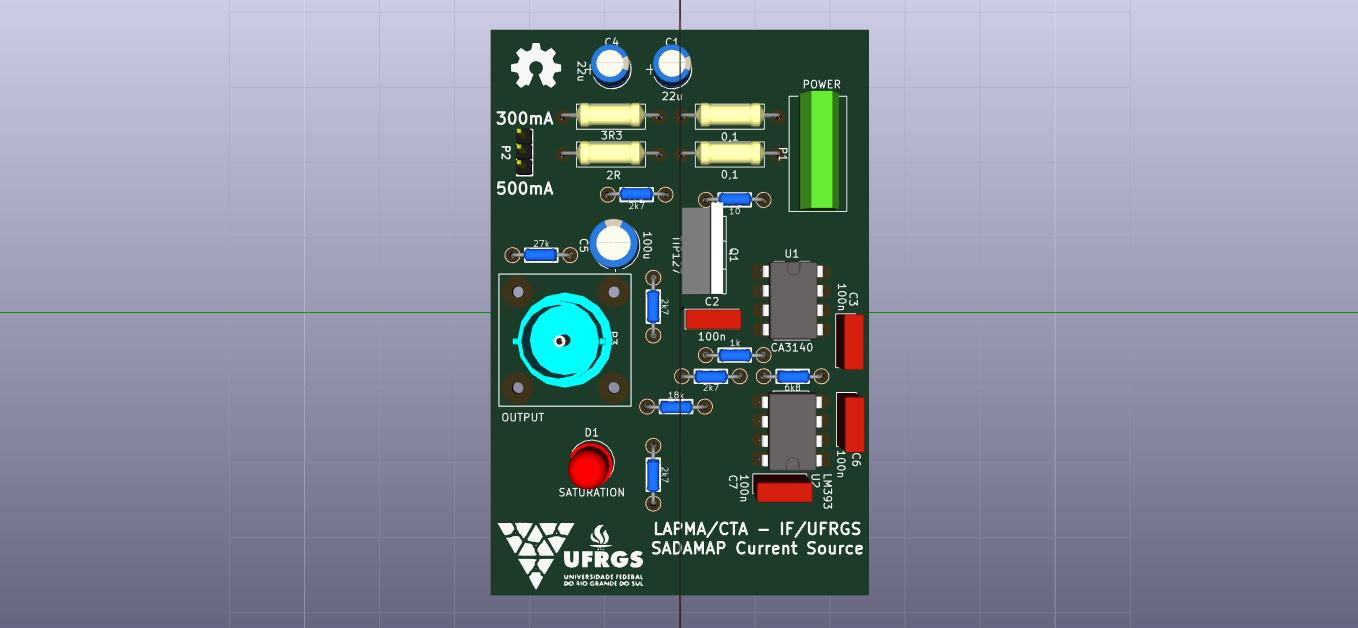 C4
C1
22u
22u
POWER
300mA
3R3
0,1
P2
P1
2R
0,1
500mA
2k7
10
27k
C5
100u
TIP127
Q1
U1
2k7
C2
100n
C3
100n
1k
CA3140
P3
2k7
6k8
18k
OUTPUT
D1
SATURATION
2k7
C6
100n
C7
100n
U2
LM393
LAPMA/CTA – IF/UFRGS
SADAMAP Current Source
UFRGS
UNIVERSIDADE FEDERAL
DO RIO GRANDE DO SUL